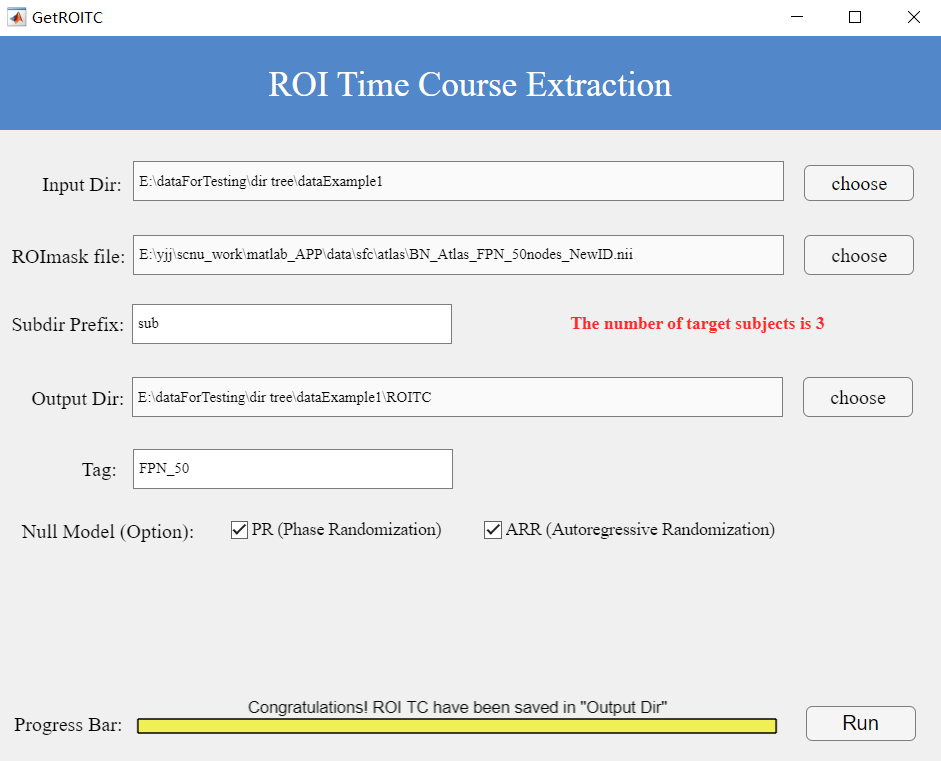 GetROITC
ROI Time Course Extraction
Input Dir: E:\dataForTesting\dir tree\dataExample1 choose
ROImask file: E:\yjj\scnu_work\matlab_APP\data\sfc\atlas\BN_Atlas_FPN_50nodes_NewID.nii choose
Subdir Prefix: sub The number of target subjects is 3
Output Dir: E:\dataForTesting\dir tree\dataExample1\ROITC choose
Tag: FPN_50
Null Model (Option): PR (Phase Randomization) ARR (Autoregressive Randomization)
Congratulations! ROI TC have been saved in "Output Dir"
Progress Bar: Run